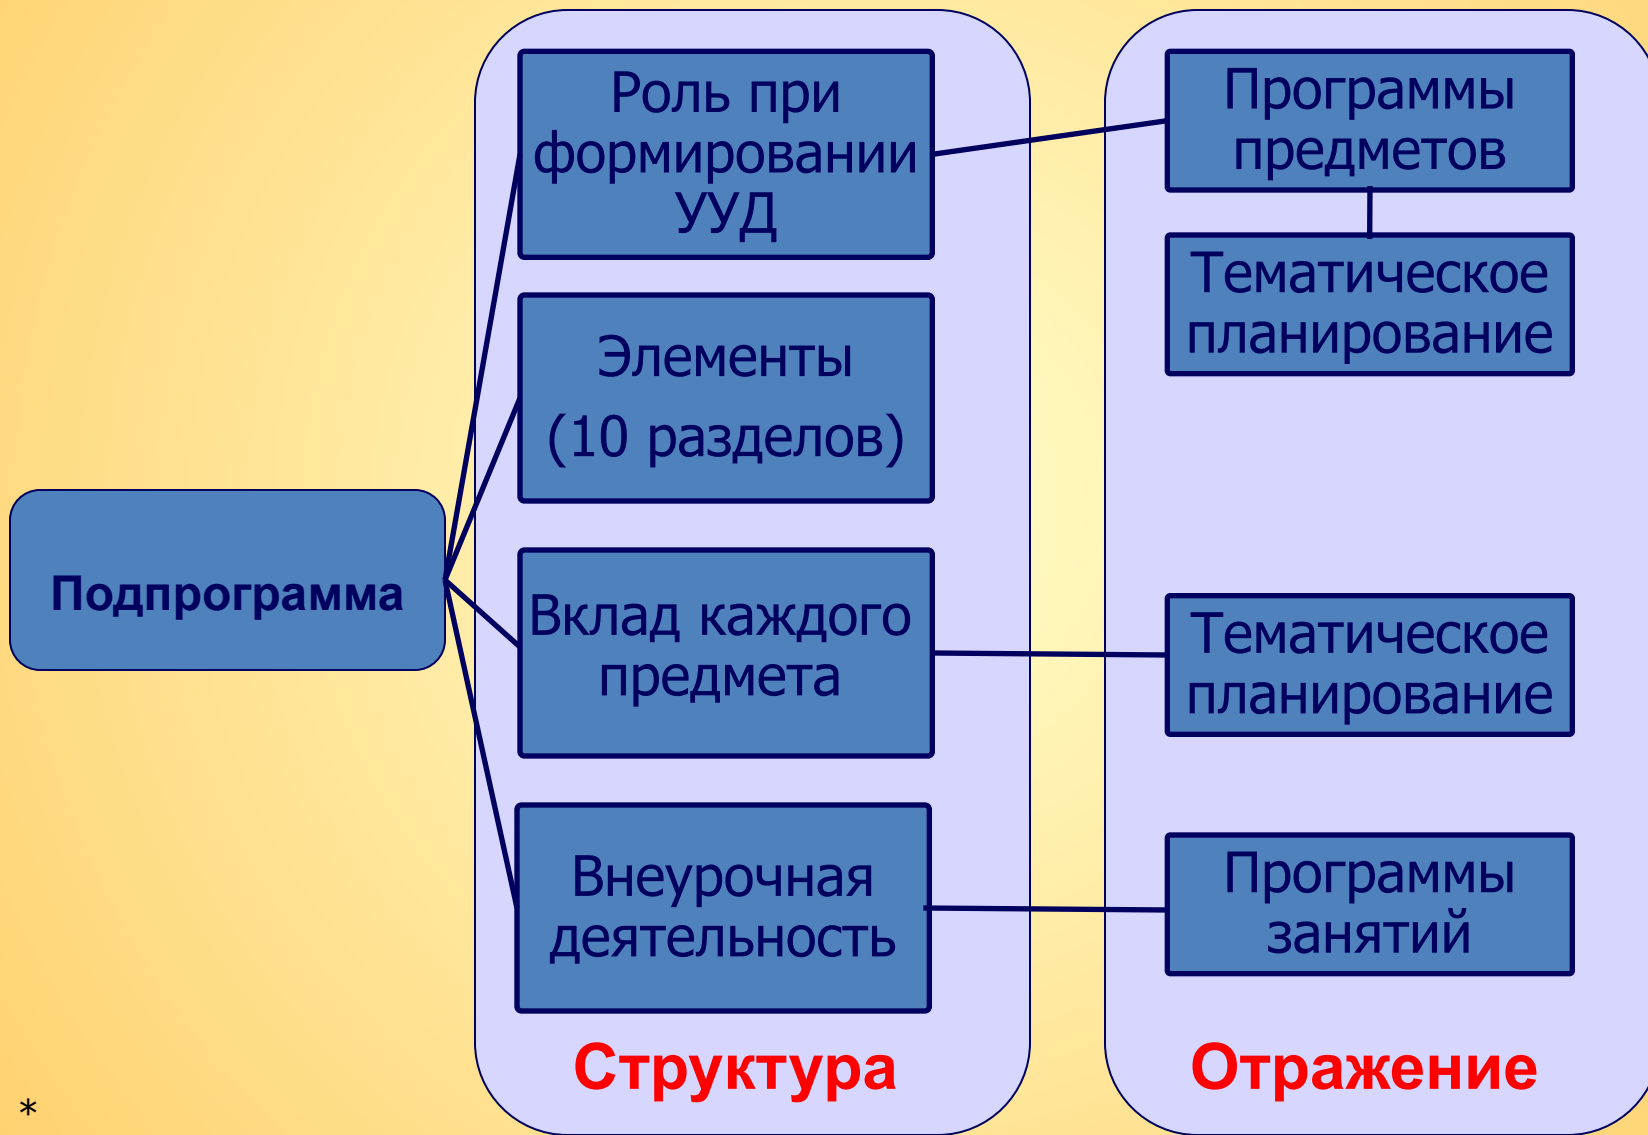 Подпрограмма
Роль при
формировании
УУД
Элементы
(10 разделов)
Вклад каждого
предмета
Внеурочная
деятельность
Структура
Программы
предметов
Тематическое
планирование
Тематическое
планирование
Программы
занятий
Отражение
*